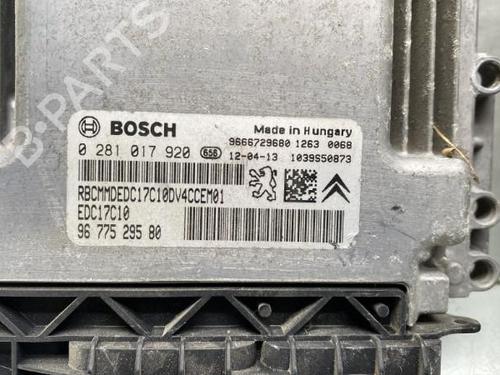 BOSCH
Made in Hungary
9666729680 1263 0068
0 281 017 920 656 12-04-13 1039S50873
RBCMMDEDC17C10DV4CCEM01
EDC17C10
96 775 295 80
B-PARTS